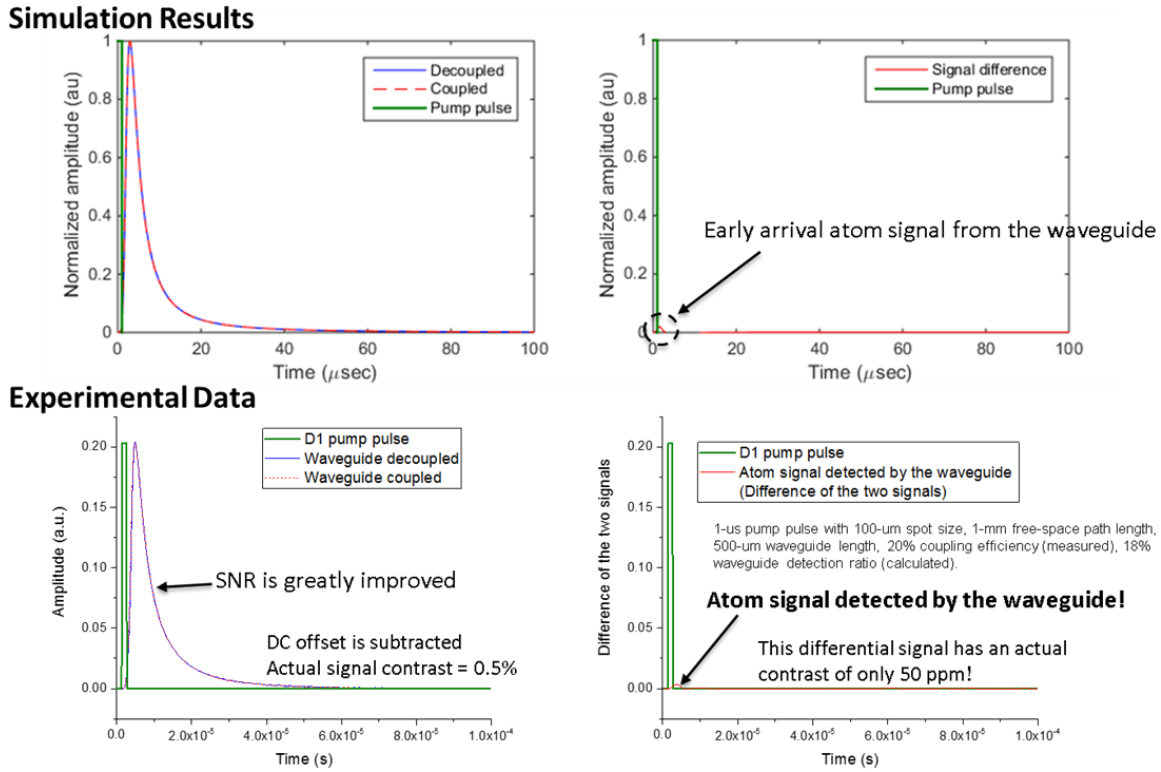 Simulation Results
1
0.8
0.6
0.4
0.2
0
Normalized amplitude (au)
Decoupled
Coupled
Pump pulse
0
20
40
60
80
100
Time (μsec)
1
0.8
0.6
0.4
0.2
0
Normalized amplitude (au)
Signal difference
Pump pulse
Early arrival atom signal from the waveguide
0
20
40
60
80
100
Time (μsec)
Experimental Data
0.20
0.15
0.10
0.05
0.00
Amplitude (a.u.)
D1 pump pulse
Waveguide decoupled
Waveguide coupled
SNR is greatly improved
DC offset is subtracted
Actual signal contrast = 0.5%
0.0
2.0x10⁻⁵
4.0x10⁻⁵
6.0x10⁻⁵
8.0x10⁻⁵
1.0x10⁻⁴
Time (s)
0.20
0.15
0.10
0.05
0.00
Difference of the two signals
D1 pump pulse
Atom signal detected by the waveguide
(Difference of the two signals)
1-us pump pulse with 100-um spot size, 1-mm free-space path length,
500-um waveguide length, 20% coupling efficiency (measured), 18%
waveguide detection ratio (calculated).
Atom signal detected by the waveguide!
This differential signal has an actual
contrast of only 50 ppm!
0.0
2.0x10⁻⁵
4.0x10⁻⁵
6.0x10⁻⁵
8.0x10⁻⁵
1.0x10⁻⁴
Time (s)